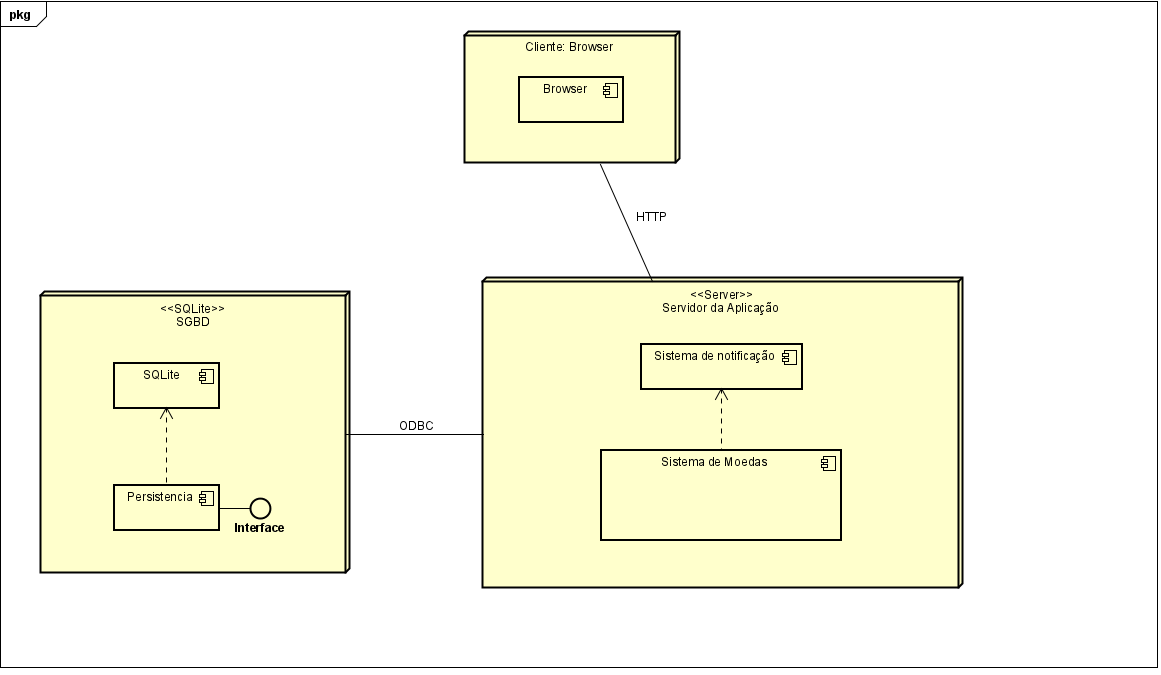 pkg
Cliente: Browser
Browser
HTTP
<<SQLite>>
SGBD
SQLite
Persistencia
Interface
ODBC
<<Server>>
Servidor da Aplicação
Sistema de notificação
Sistema de Moedas